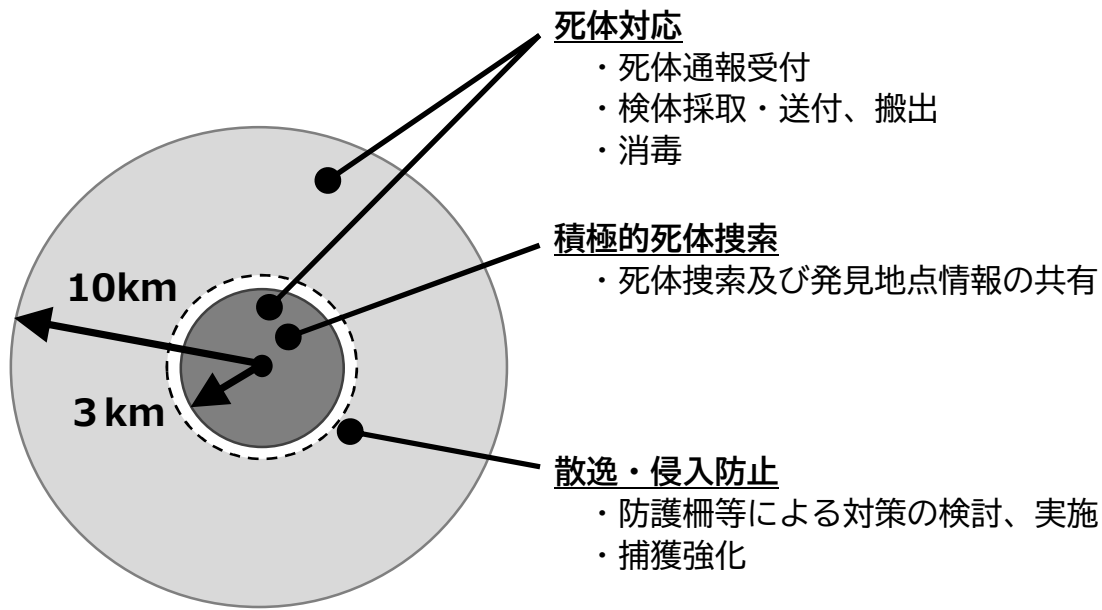 死体対応
・死体通報受付
・検体採取・送付、搬出
・消毒
積極的死体捜索
・死体捜索及び発見地点情報の共有
10km
3km
散逸・侵入防止
・防護柵等による対策の検討、実施
・捕獲強化